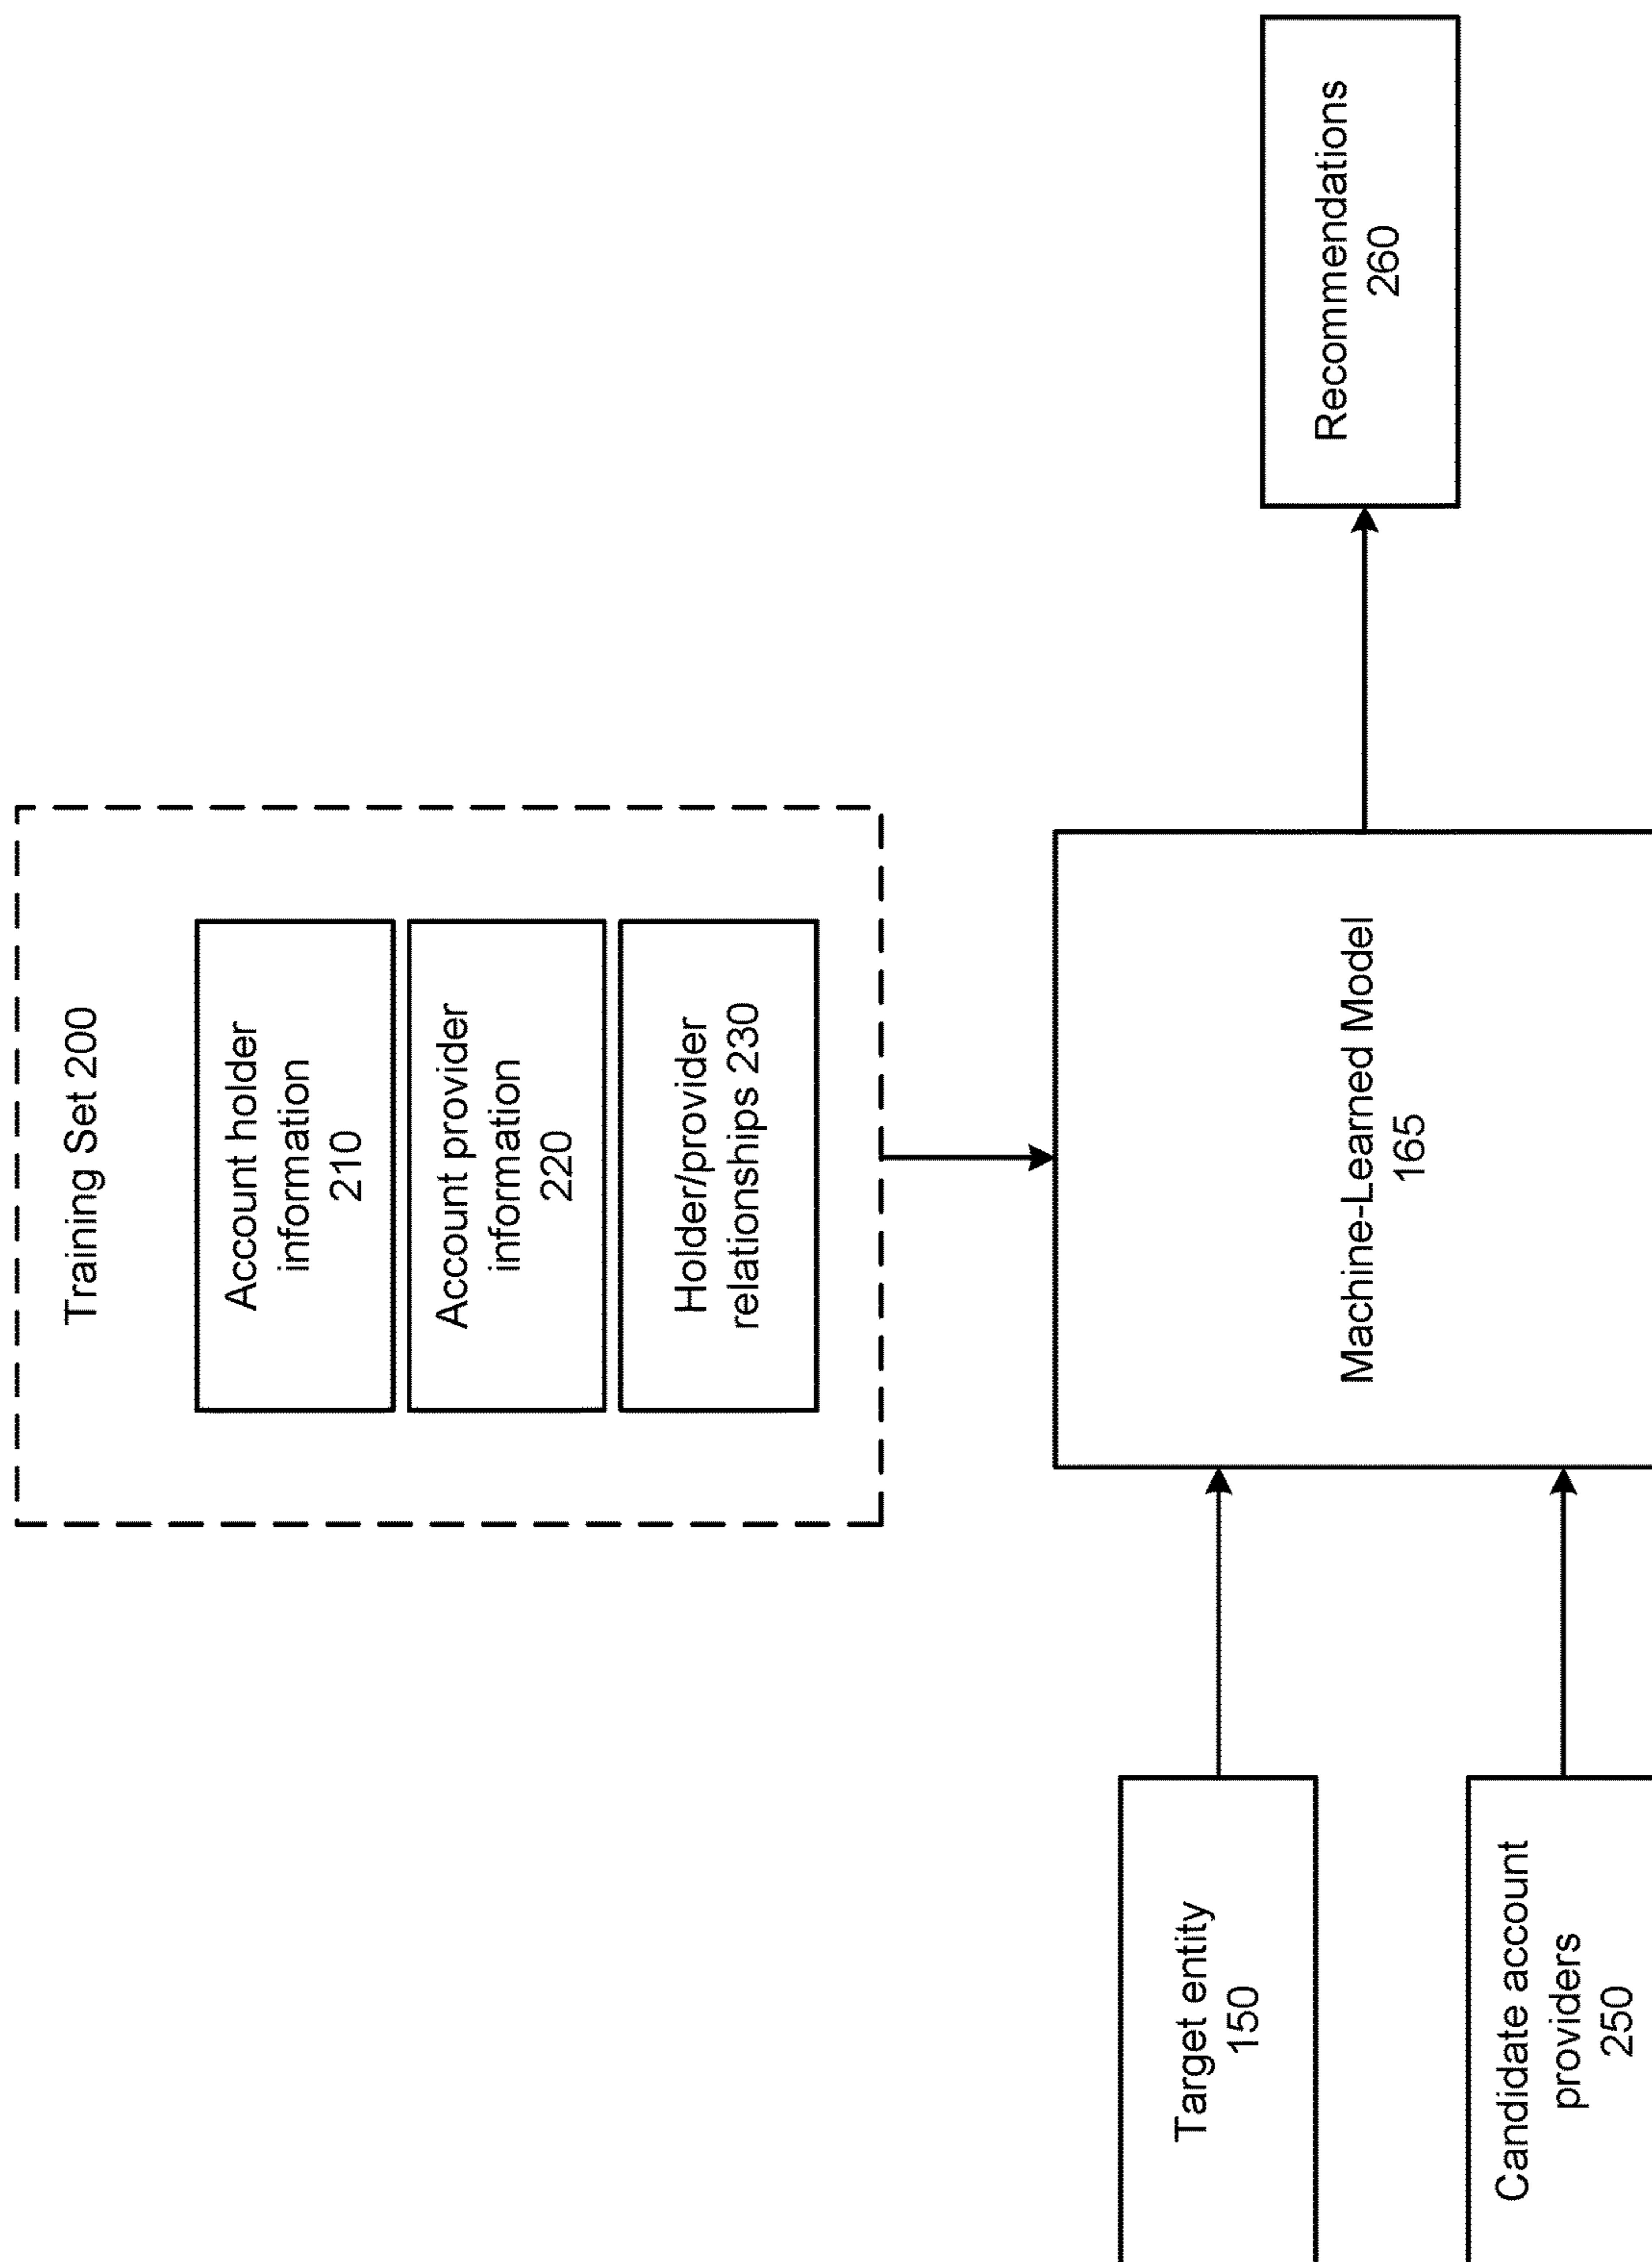 Training Set 200
Account holder
information
210
Account provider
information
220
Holder/provider
relationships 230
Target entity
150
Candidate account
providers
250
Machine-Learned Model
165
Recommendations
260